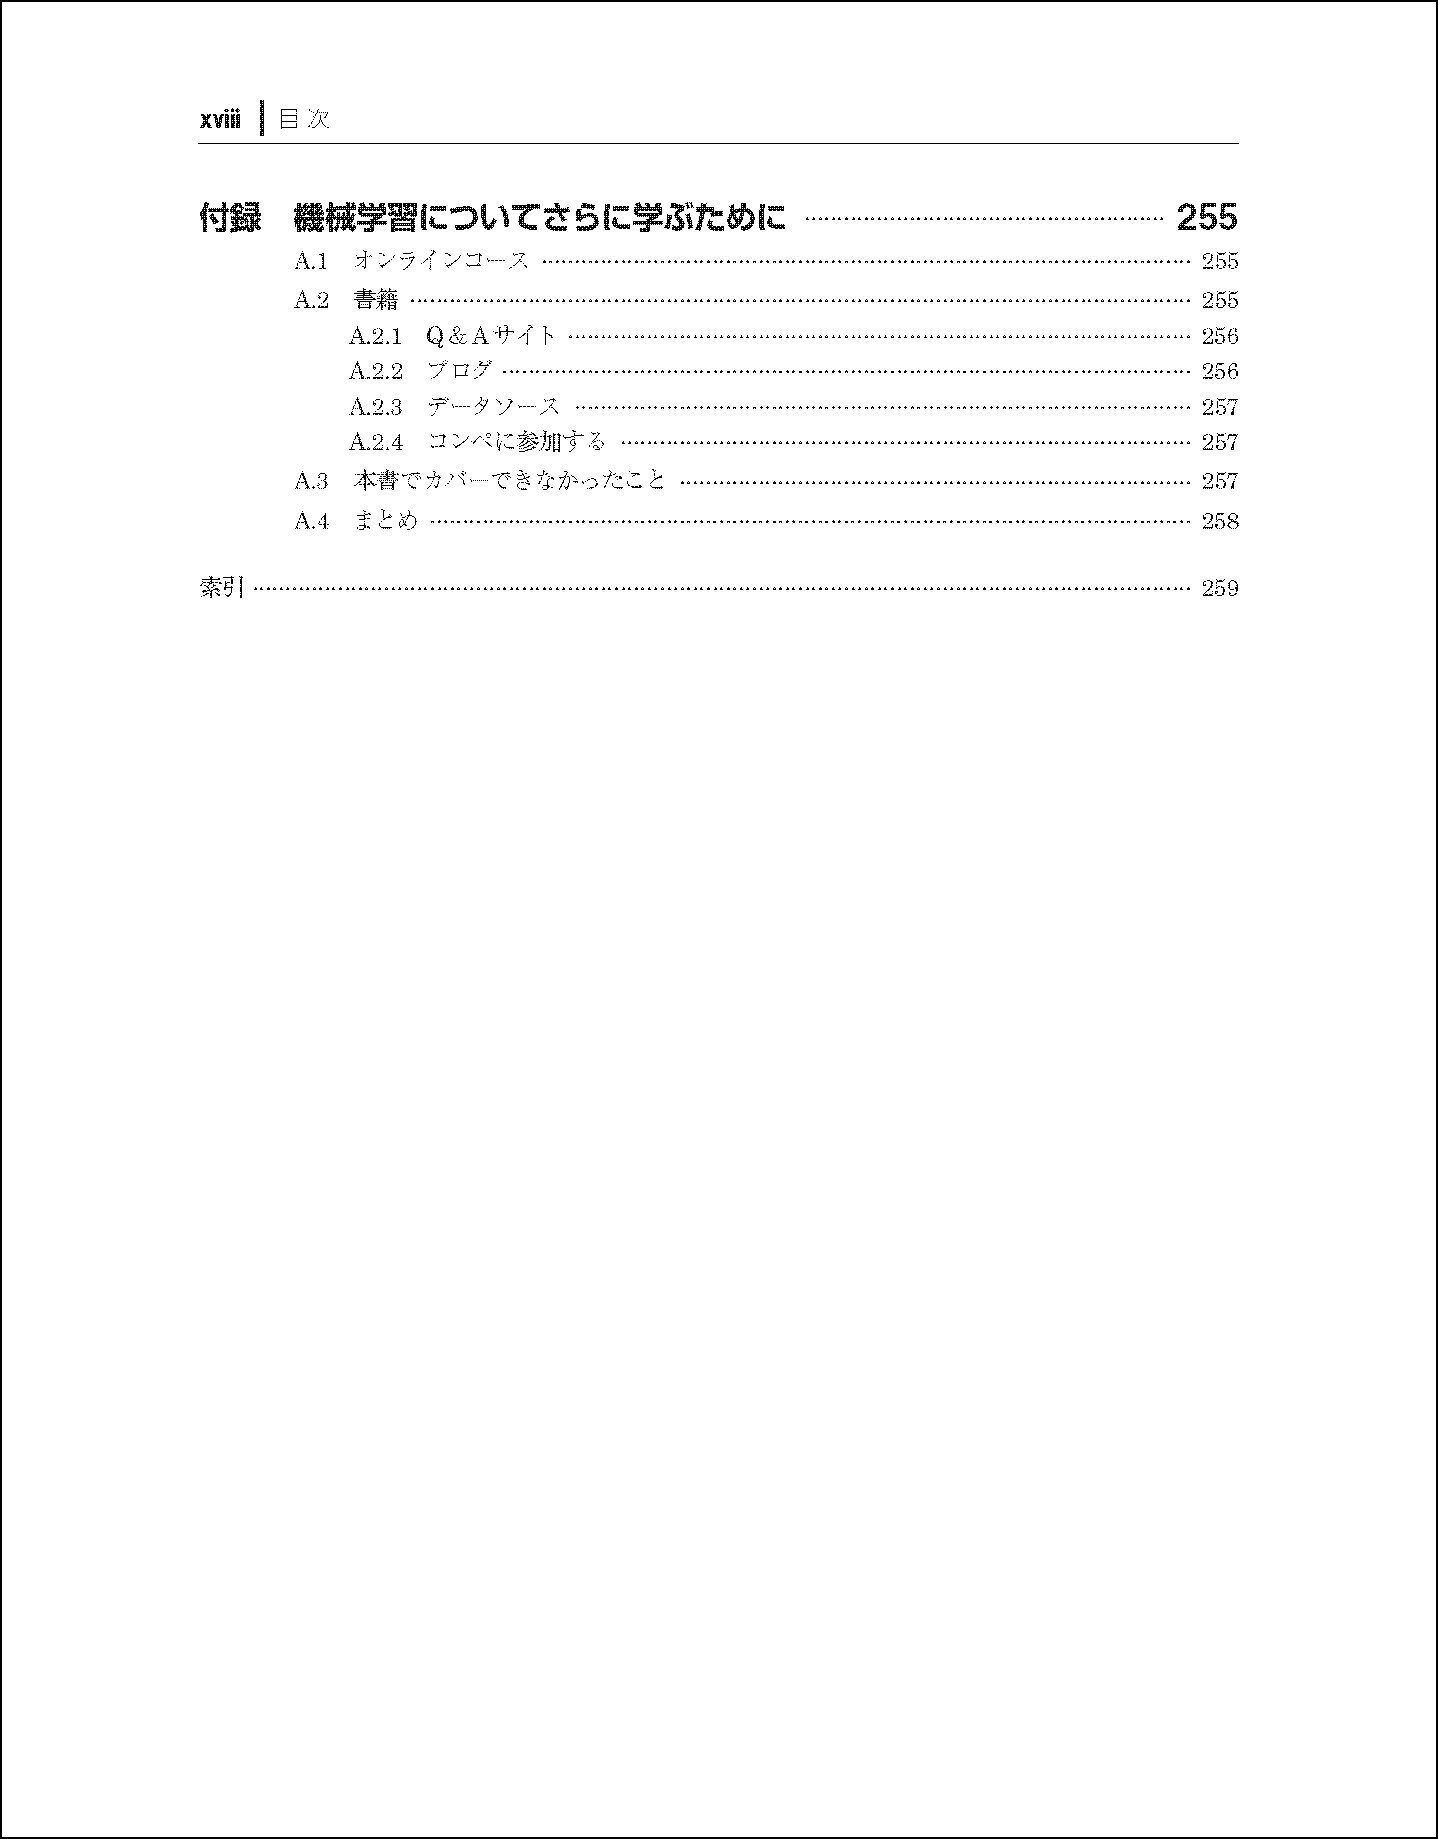 xviii | 目 次
付録　機械学習についてさらに学ぶために ………… 255
A.1　オンラインコース ………… 255
A.2　書籍 ………… 255
A.2.1　Q＆Aサイト ………… 256
A.2.2　ブログ ………… 256
A.2.3　データソース ………… 257
A.2.4　コンペに参加する ………… 257
A.3　本書でカバーできなかったこと ………… 257
A.4　まとめ ………… 258
索引 ………… 259